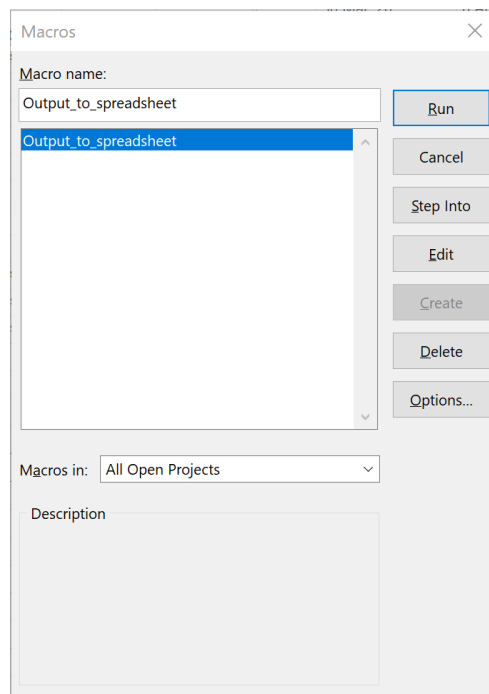 Macros
Macro name:
Output_to_spreadsheet
Output_to_spreadsheet
Run
Cancel
Step Into
Edit
Create
Delete
Options...
Macros in:
All Open Projects
Description